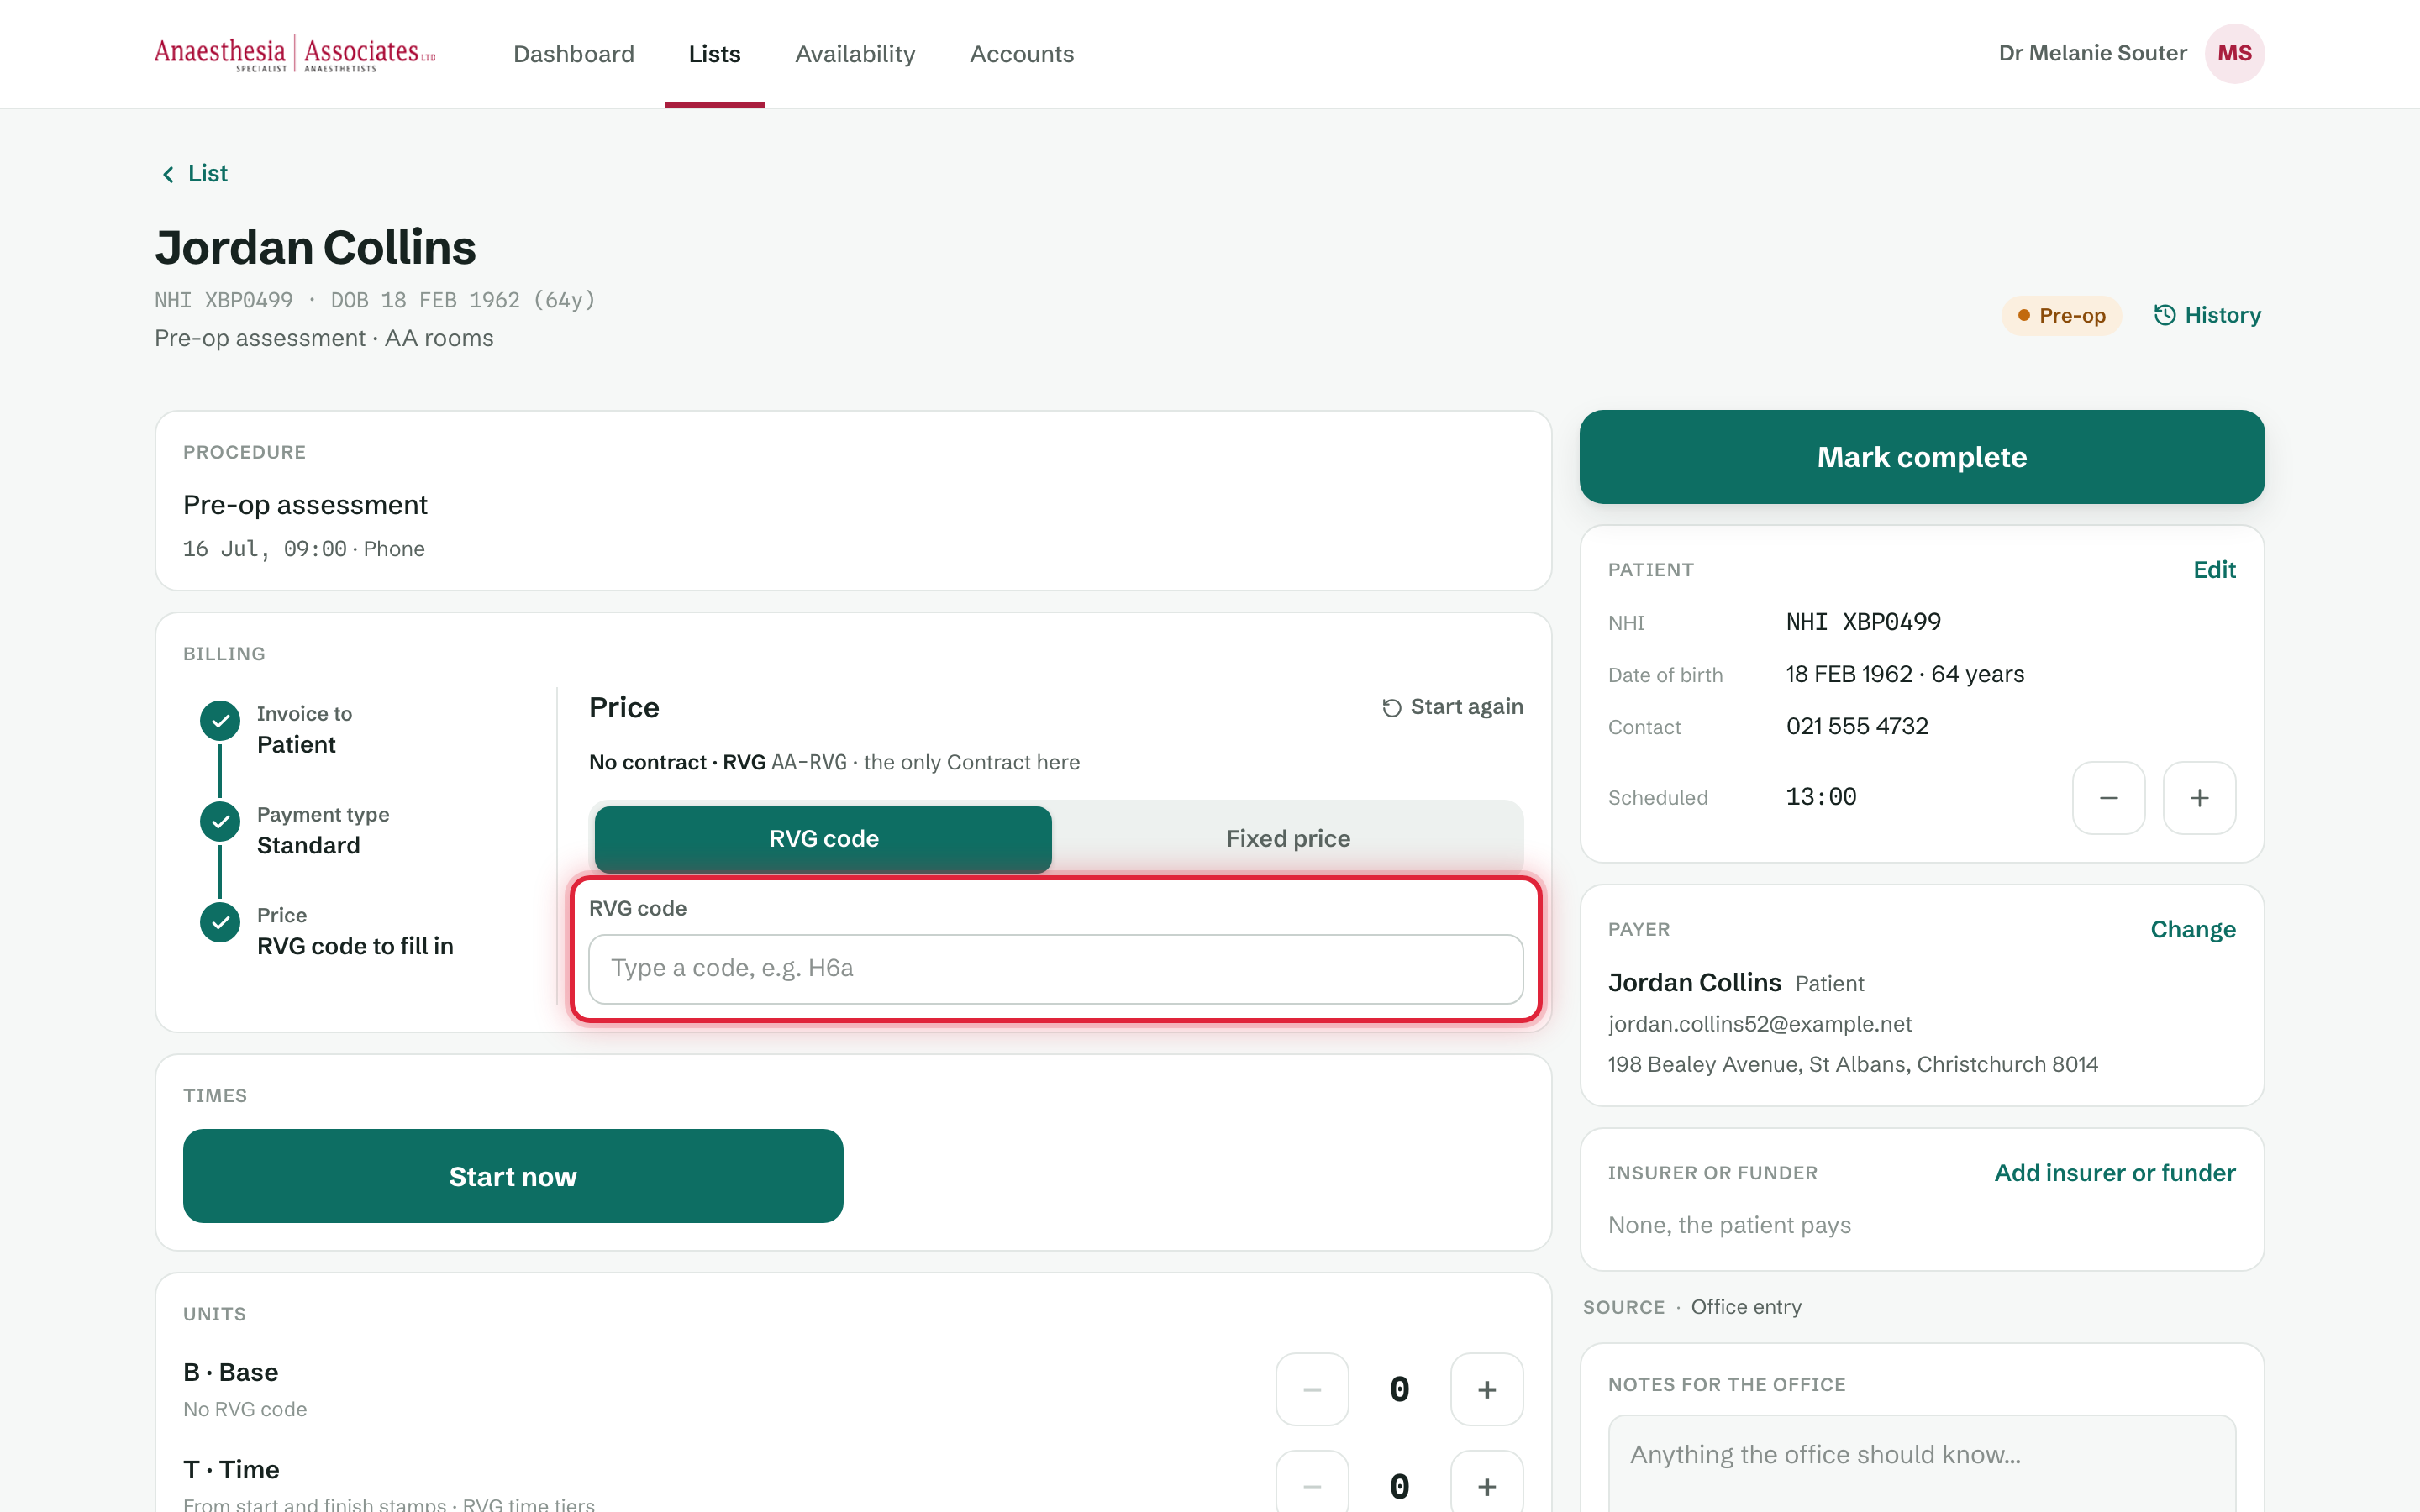 Anaesthesia | Associates LTD
SPECIALIST ANAESTHETISTS
Dashboard
Lists
Availability
Accounts
Dr Melanie Souter
MS
List
Jordan Collins
NHI XBP0499 · DOB 18 FEB 1962 (64y)
Pre-op assessment · AA rooms
Pre-op
History
PROCEDURE
Pre-op assessment
16 Jul, 09:00 · Phone
BILLING
Invoice to
Patient
Payment type
Standard
Price
RVG code to fill in
Price
Start again
No contract · RVG AA-RVG · the only Contract here
RVG code
Fixed price
RVG code
Type a code, e.g. H6a
TIMES
Start now
UNITS
B · Base
No RVG code
0
T · Time
From start and finish stamps · RVG time tiers
0
Mark complete
PATIENT
Edit
NHI
NHI XBP0499
Date of birth
18 FEB 1962 · 64 years
Contact
021 555 4732
Scheduled
13:00
PAYER
Change
Jordan Collins Patient
jordan.collins52@example.net
198 Bealey Avenue, St Albans, Christchurch 8014
INSURER OR FUNDER
Add insurer or funder
None, the patient pays
SOURCE · Office entry
NOTES FOR THE OFFICE
Anything the office should know...